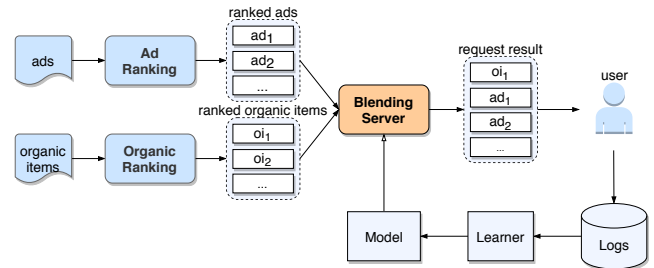 ranked ads
ads
Ad
Ranking
ad1
ad2
...
ranked organic items
organic
items
Organic
Ranking
oi1
oi2
...
Blending
Server
request result
oi1
ad1
ad2
...
user
Model
Learner
Logs